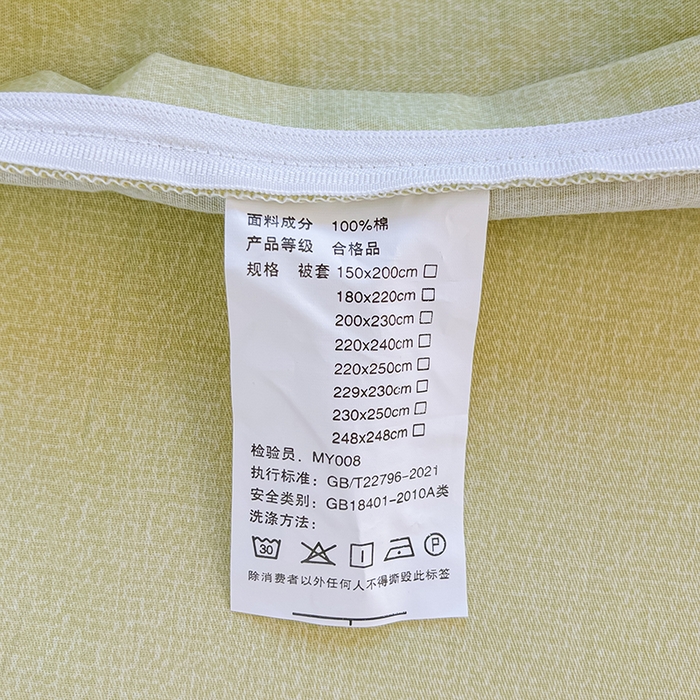 面料成分 100%棉
产品等级 合格品
规格 被套 150x200cm □
180x220cm □
200x230cm □
220x240cm □
220x250cm □
229x230cm □
230x250cm □
248x248cm □
检验员. MY008
执行标准: GB/T22796-2021
安全类别: GB18401-2010A类
洗涤方法:
30 P
除消费者以外任何人不得撕毁此标签